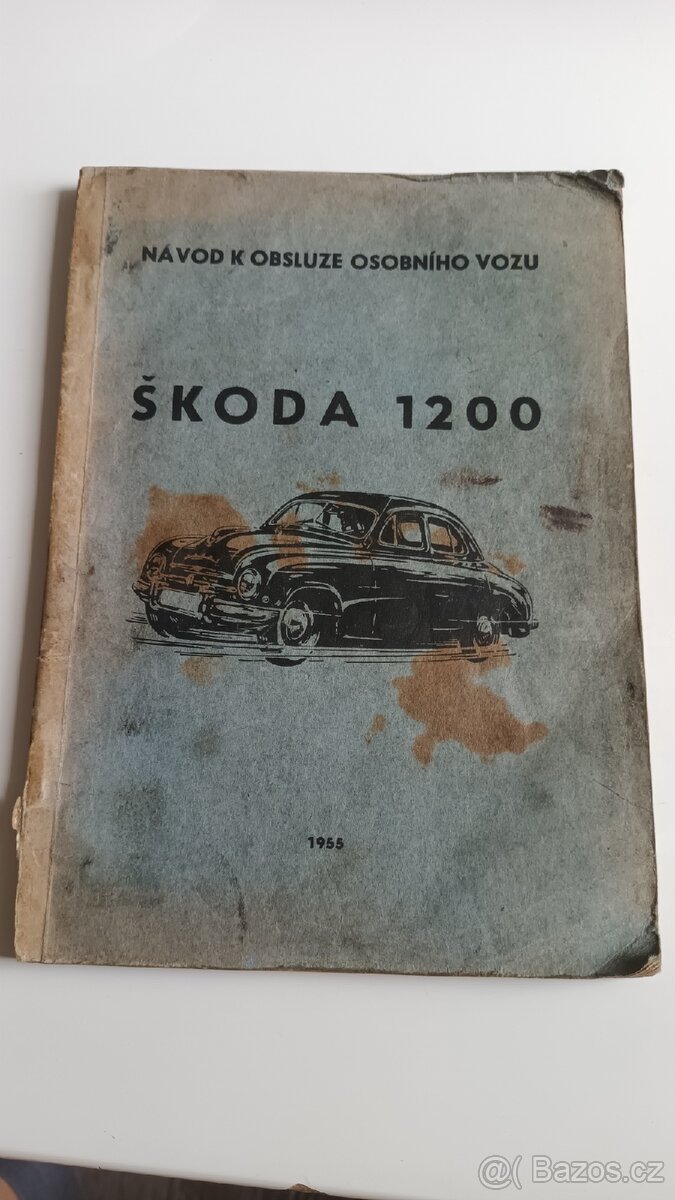 NÁVOD K OBSLUZE OSOBNÍHO VOZU
ŠKODA 1200
1955
@( Bazos.cz